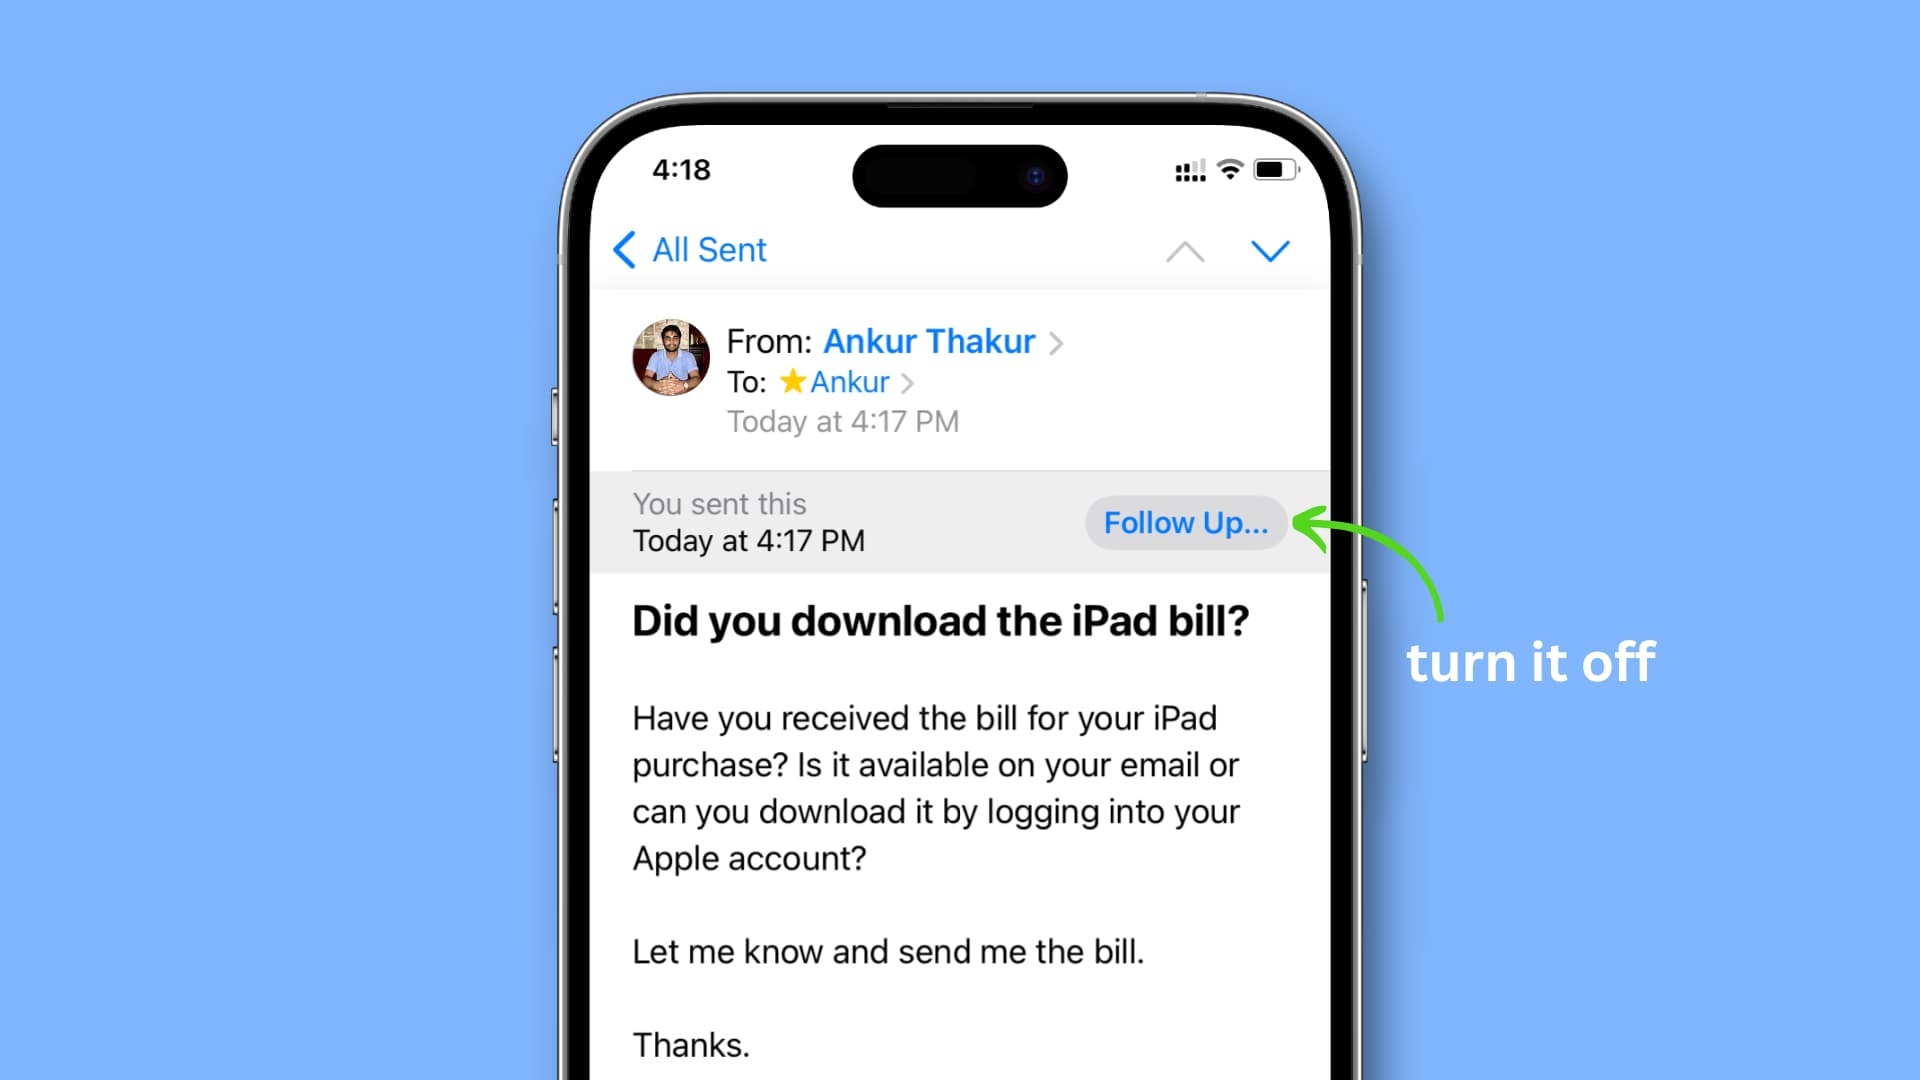 4:18
All Sent
From: Ankur Thakur
To: ⭐Ankur
Today at 4:17 PM
You sent this
Today at 4:17 PM
Follow Up...
turn it off
Did you download the iPad bill?
Have you received the bill for your iPad
purchase? Is it available on your email or
can you download it by logging into your
Apple account?
Let me know and send me the bill.
Thanks.